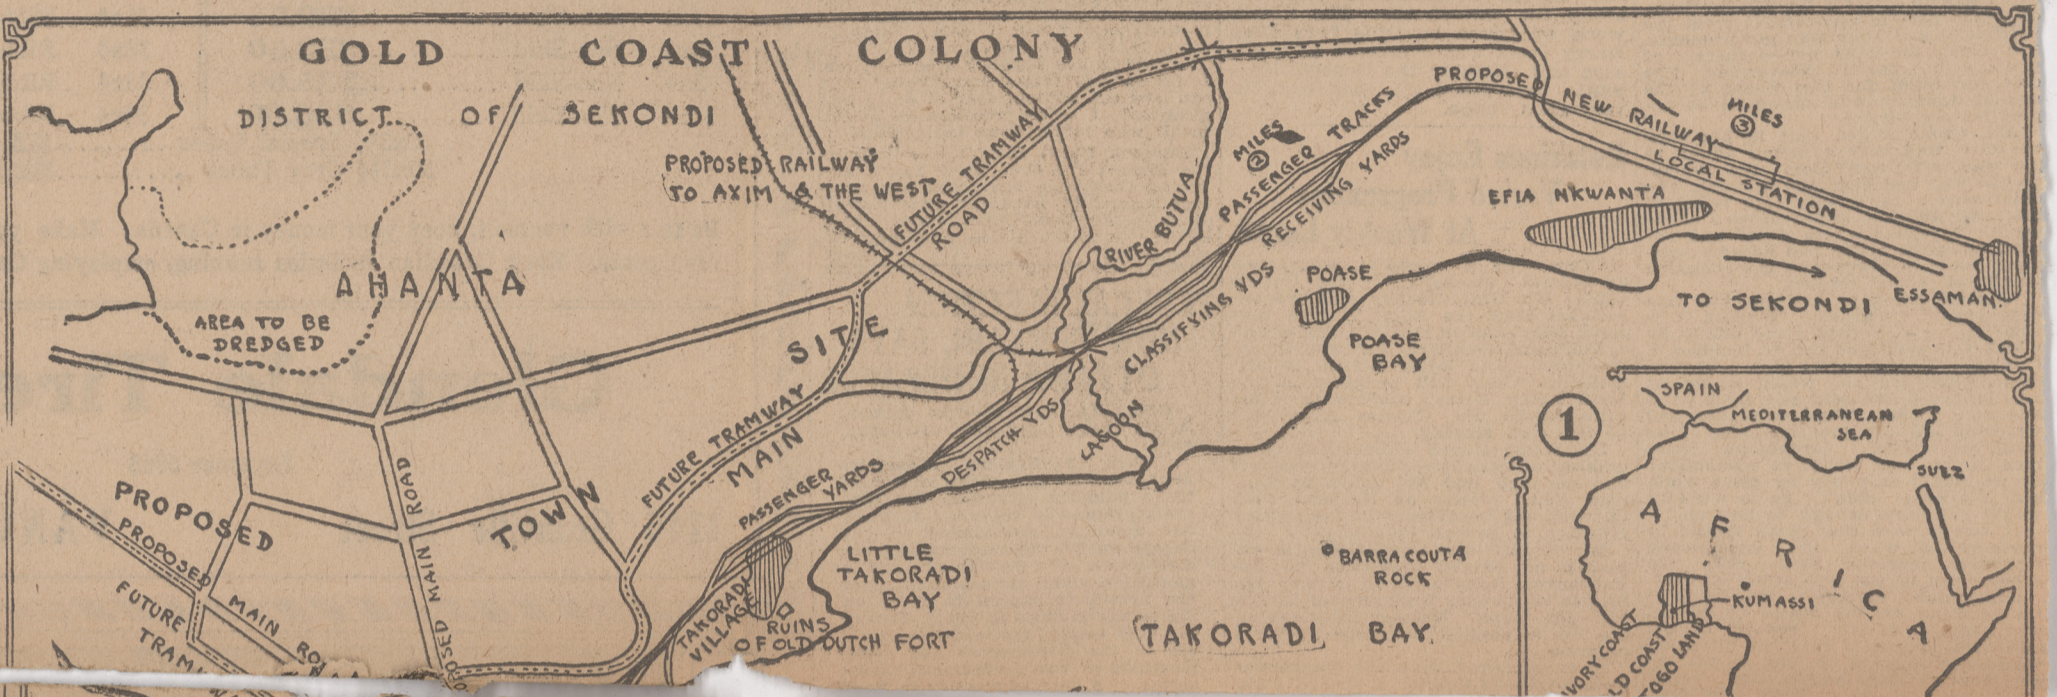 GOLD COAST COLONY
DISTRICT OF SEKONDI
PROPOSED RAILWAY
TO AXIM & THE WEST
FUTURE TRAMWAY
ROAD
RIVER BUTUA
MILES
2
PASSENGER TRACKS
RECEIVING YARDS
PROPOSED NEW RAILWAY
MILES
3
LOCAL STATION
EFIA NKWANTA
POASE
POASE
BAY
TO SEKONDI
ESSAMAN
CLASSIFYING YDS
AHANTA
AREA TO BE
DREDGED
SITE
FUTURE TRAMWAY
MAIN
PASSENGER
YARDS
DESPATCH YDS
LAGOON
PROPOSED
TOWN
ROAD
MAIN
PROPOSED
MAIN
FUTURE
TAKORADI
VILLAGE
RUINS
OF OLD DUTCH FORT
LITTLE
TAKORADI
BAY
BARRACOUTA
ROCK
TAKORADI BAY.
1
SPAIN
MEDITERRANEAN
SEA
SUEZ
AFRICA
KUMASSI
IVORY COAST
LD COAST
TOGO LAND